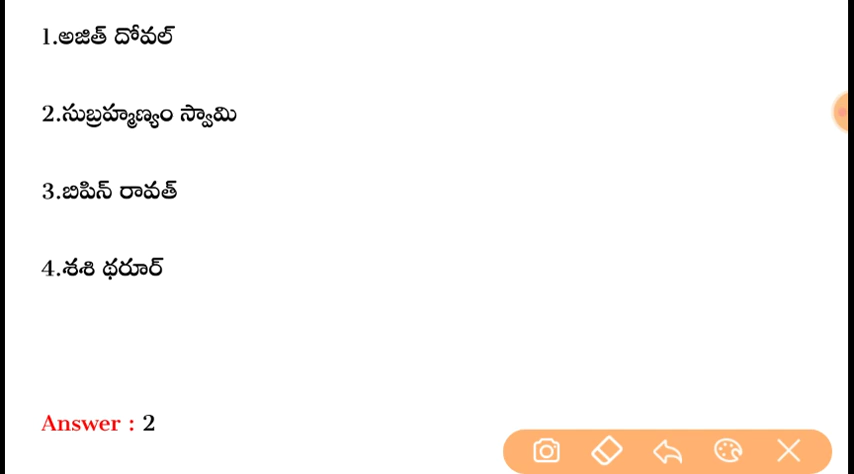 1.అజిత్ దోవల్
2.సుబ్రహ్మణ్యం స్వామి
3.బిపిన్ రావత్
4.శశి థరూర్
Answer : 2